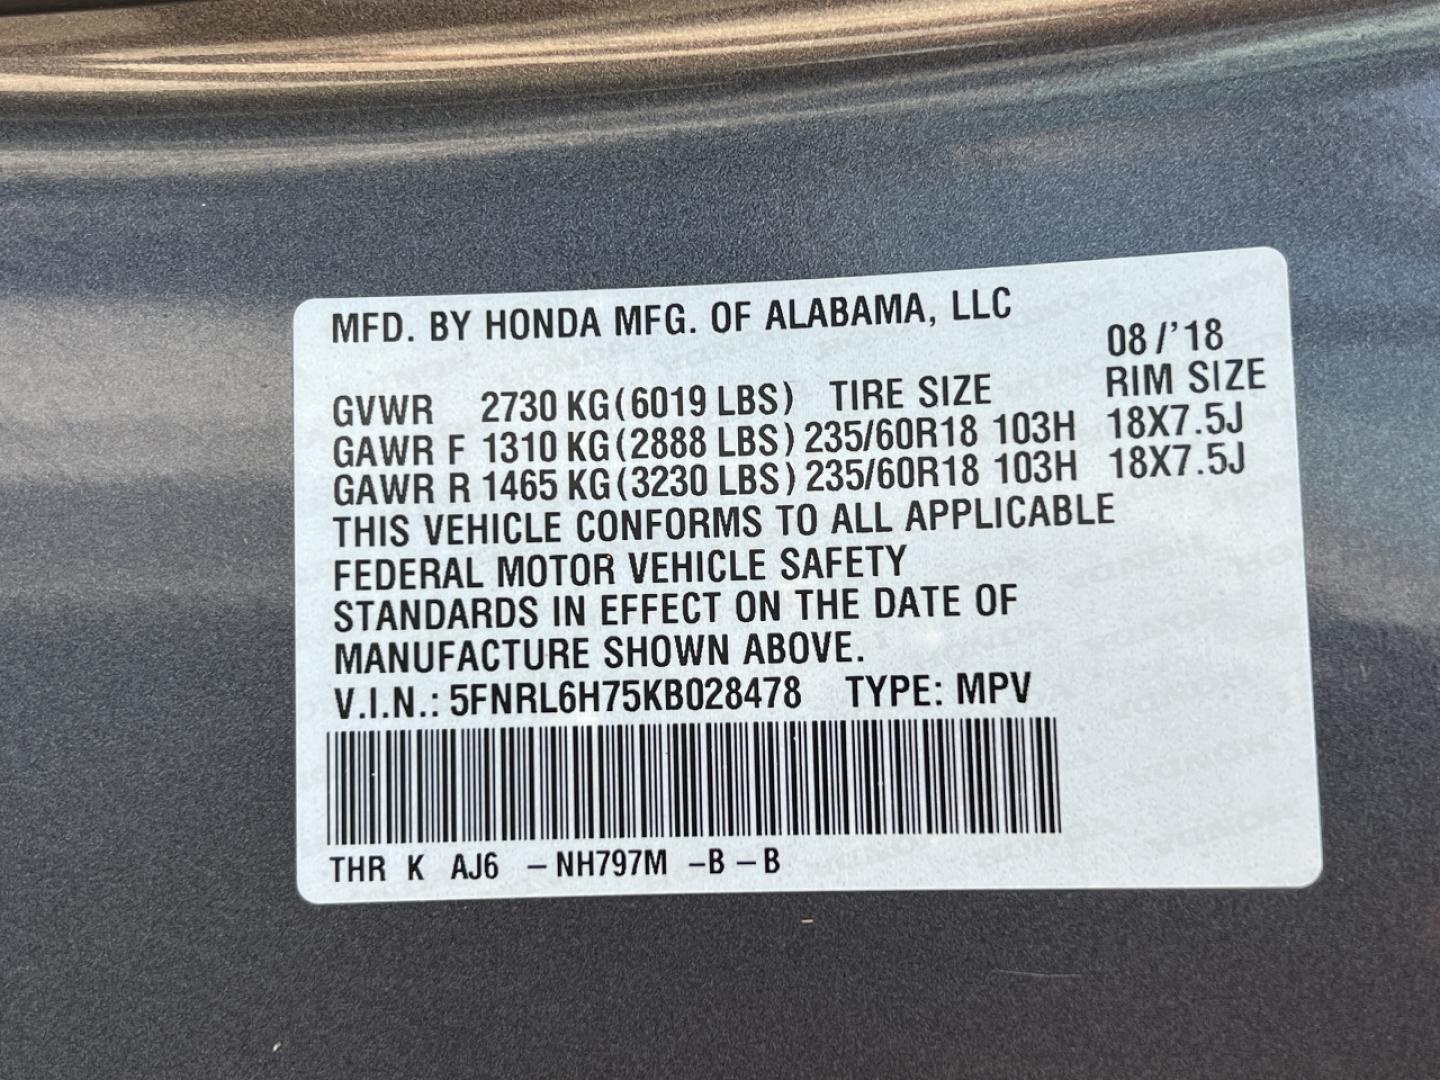 MFD. BY HONDA MFG. OF ALABAMA, LLC
08/'18
GVWR 2730 KG(6019 LBS) TIRE SIZE RIM SIZE
GAWR F 1310 KG(2888 LBS) 235/60R18 103H 18X7.5J
GAWR R 1465 KG(3230 LBS) 235/60R18 103H 18X7.5J
THIS VEHICLE CONFORMS TO ALL APPLICABLE
FEDERAL MOTOR VEHICLE SAFETY
STANDARDS IN EFFECT ON THE DATE OF
MANUFACTURE SHOWN ABOVE.
V.I.N.: 5FNRL6H75KB028478 TYPE: MPV
THR K AJ6 –NH797M –B –B